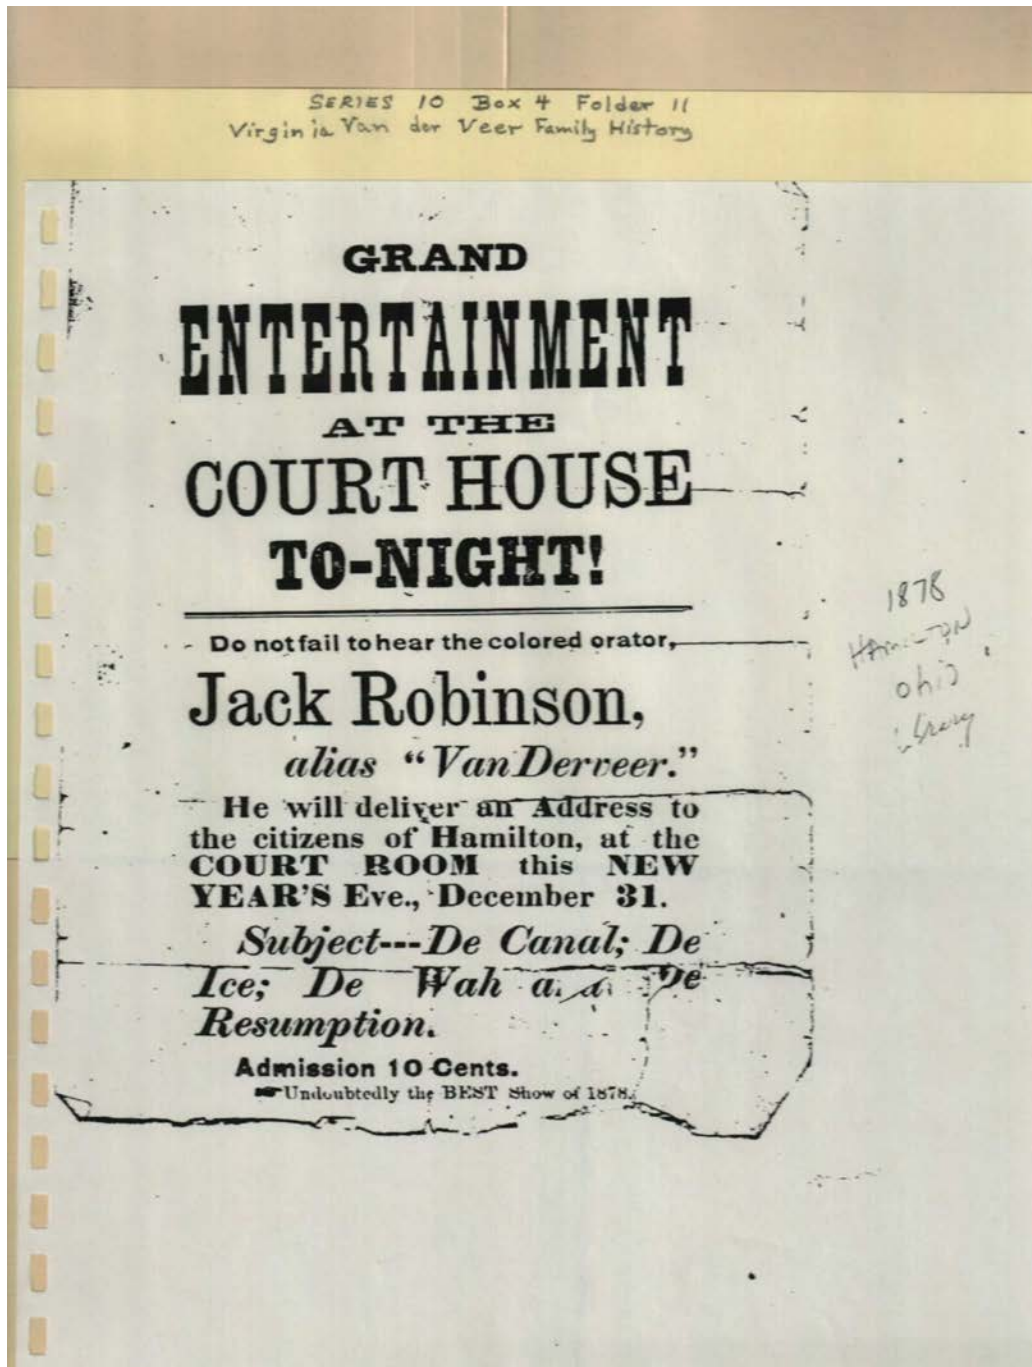 SERIES 10 Box 4 Folder 11
Virginia Van der Veer Family History
GRAND
ENTERTAINMENT
AT THE
COURT HOUSE
TO-NIGHT!
Do not fail to hear the colored orator,
Jack Robinson,
alias "VanDerveer."
He will deliver an Address to
the citizens of Hamilton, at the
COURT ROOM this NEW
YEAR'S Eve., December 31.
Subject---De Canal; De
Ice; De Wah De
Resumption.
Admission 10 Cents.
Undoubtedly the BEST Show of 1878.
1878
HAMILTON
Ohio
Library